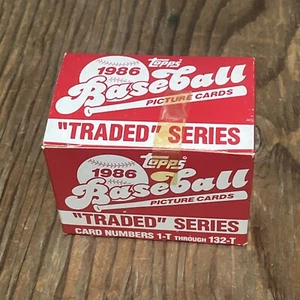 Topps
1986
Baseball
PICTURE CARDS
"TRADED" SERIES
Topps
1986
Baseball
PICTURE CARDS
"TRADED" SERIES
CARD NUMBERS 1-T THROUGH 132-T